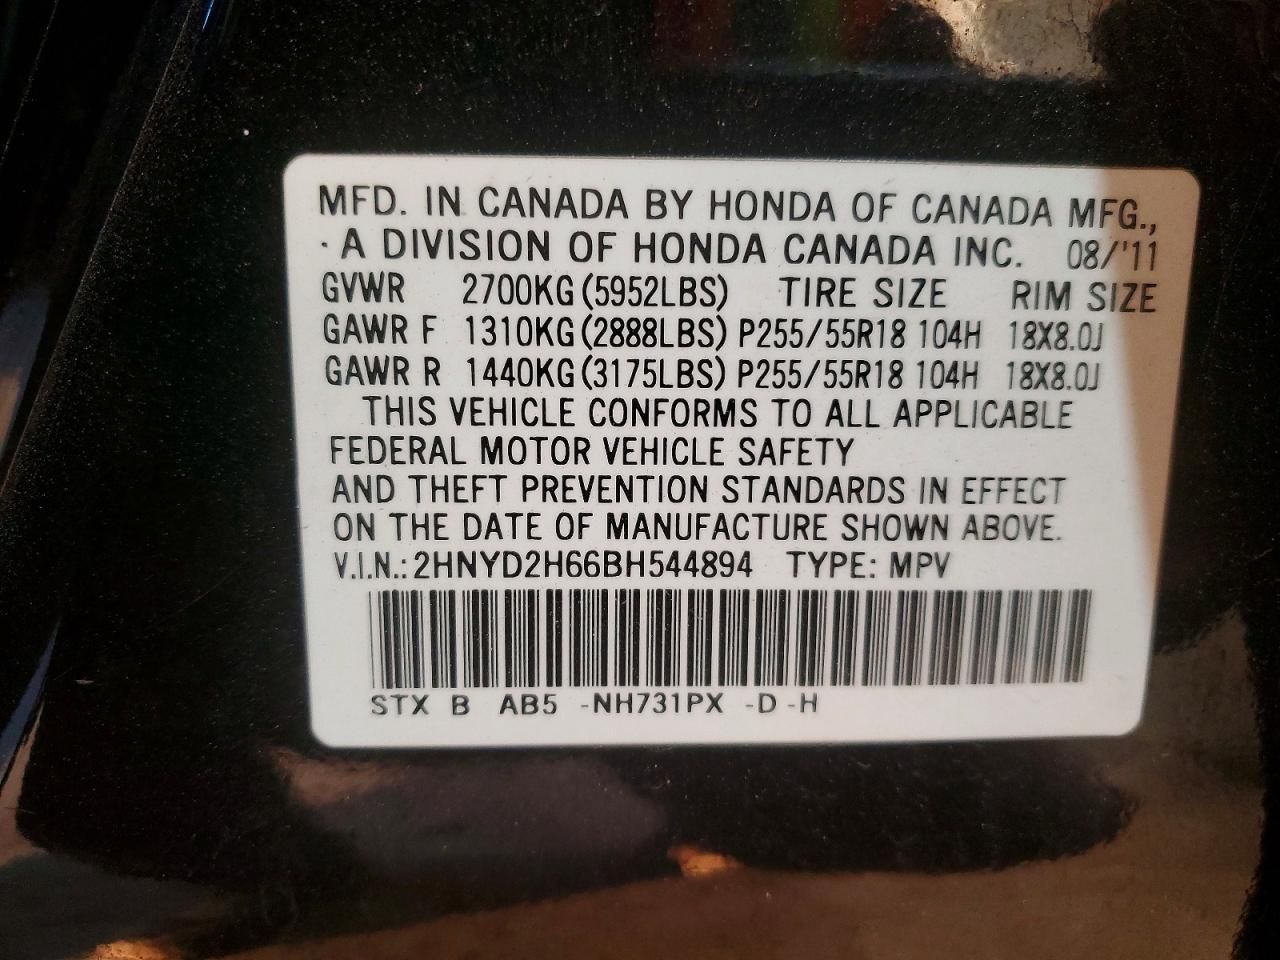 MFD. IN CANADA BY HONDA OF CANADA MFG.,
· A DIVISION OF HONDA CANADA INC. 08/'11
GVWR 2700KG (5952LBS) TIRE SIZE RIM SIZE
GAWR F 1310KG (2888LBS) P255/55R18 104H 18X8.0J
GAWR R 1440KG (3175LBS) P255/55R18 104H 18X8.0J
THIS VEHICLE CONFORMS TO ALL APPLICABLE
FEDERAL MOTOR VEHICLE SAFETY
AND THEFT PREVENTION STANDARDS IN EFFECT
ON THE DATE OF MANUFACTURE SHOWN ABOVE.
V.I.N.: 2HNYD2H66BH544894 TYPE: MPV
STX B AB5 -NH731PX -D -H